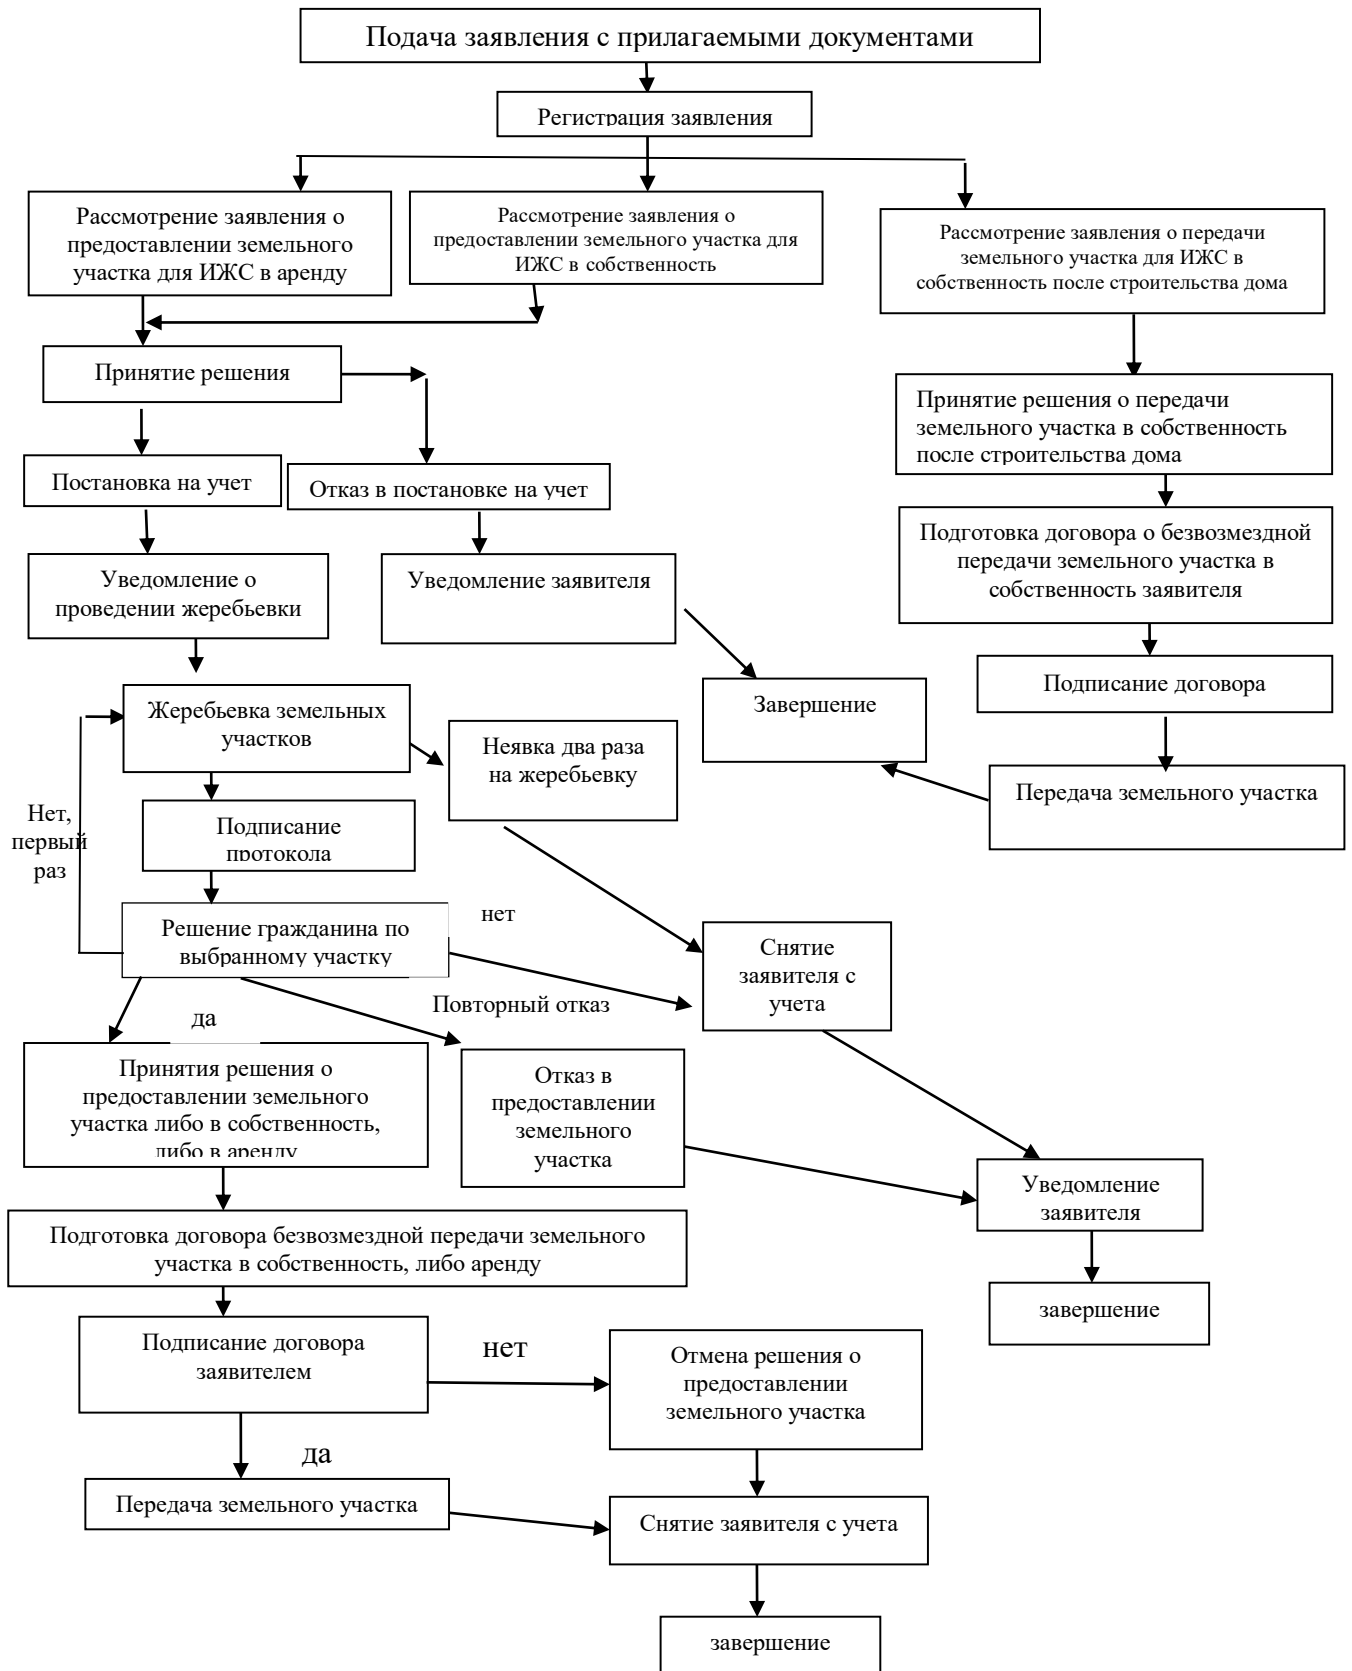 Подача заявления с прилагаемыми документами
Регистрация заявления
Рассмотрение заявления о
предоставлении земельного
участка для ИЖС в аренду
Рассмотрение заявления о
предоставлении земельного участка для
ИЖС в собственность
Рассмотрение заявления о передачи
земельного участка для ИЖС в
собственность после строительства дома
Принятие решения
Принятие решения о передачи
земельного участка в собственность
после строительства дома
Постановка на учет
Отказ в постановке на учет
Подготовка договора о безвозмездной
передачи земельного участка в
собственность заявителя
Уведомление о
проведении жеребьевки
Уведомление заявителя
Подписание договора
Завершение
Жеребьевка земельных
участков
Неявка два раза
на жеребьевку
Передача земельного участка
Нет,
первый
раз
Подписание
протокола
Решение гражданина по
выбранному участку
нет
Снятие
заявителя с
учета
Повторный отказ
да
Принятия решения о
предоставлении земельного
участка либо в собственность,
либо в аренду
Отказ в
предоставлении
земельного
участка
Уведомление
заявителя
Подготовка договора безвозмездной передачи земельного
участка в собственность, либо аренду
завершение
Подписание договора
заявителем
нет
Отмена решения о
предоставлении
земельного участка
да
Передача земельного участка
Снятие заявителя с учета
завершение